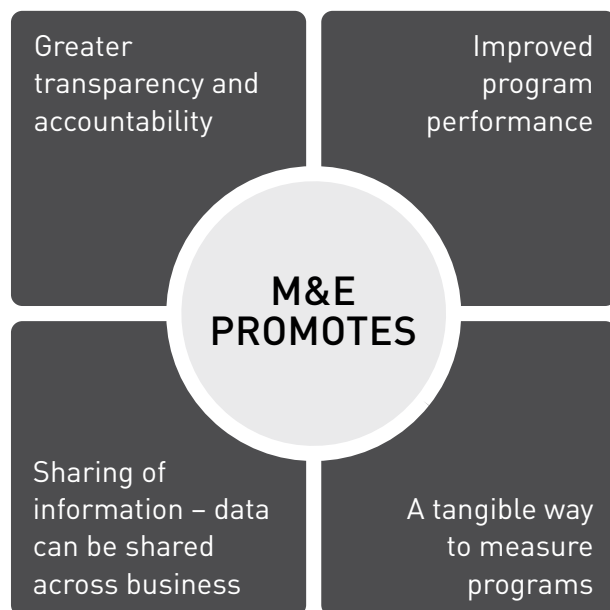 Greater
transparency and
accountability
Improved
program
performance
M&E
PROMOTES
Sharing of
information – data
can be shared
across business
A tangible way
to measure
programs